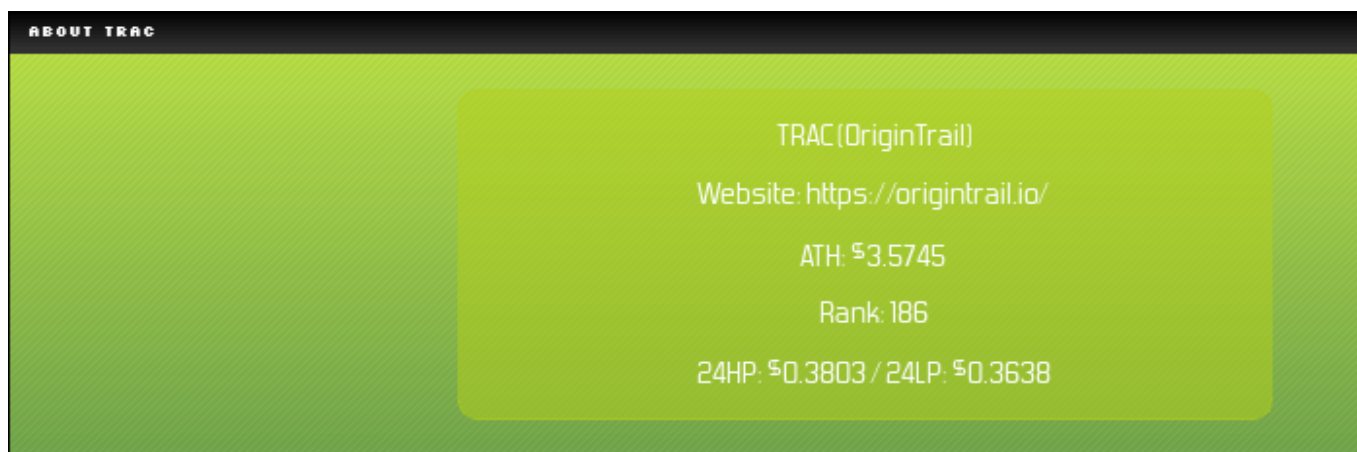 ABOUT TRAC
TRAC(OriginTrail)
Website: https://origintrail.io/
ATH: $3.5745
Rank: 186
24HP: $0.3803 / 24LP: $0.3638